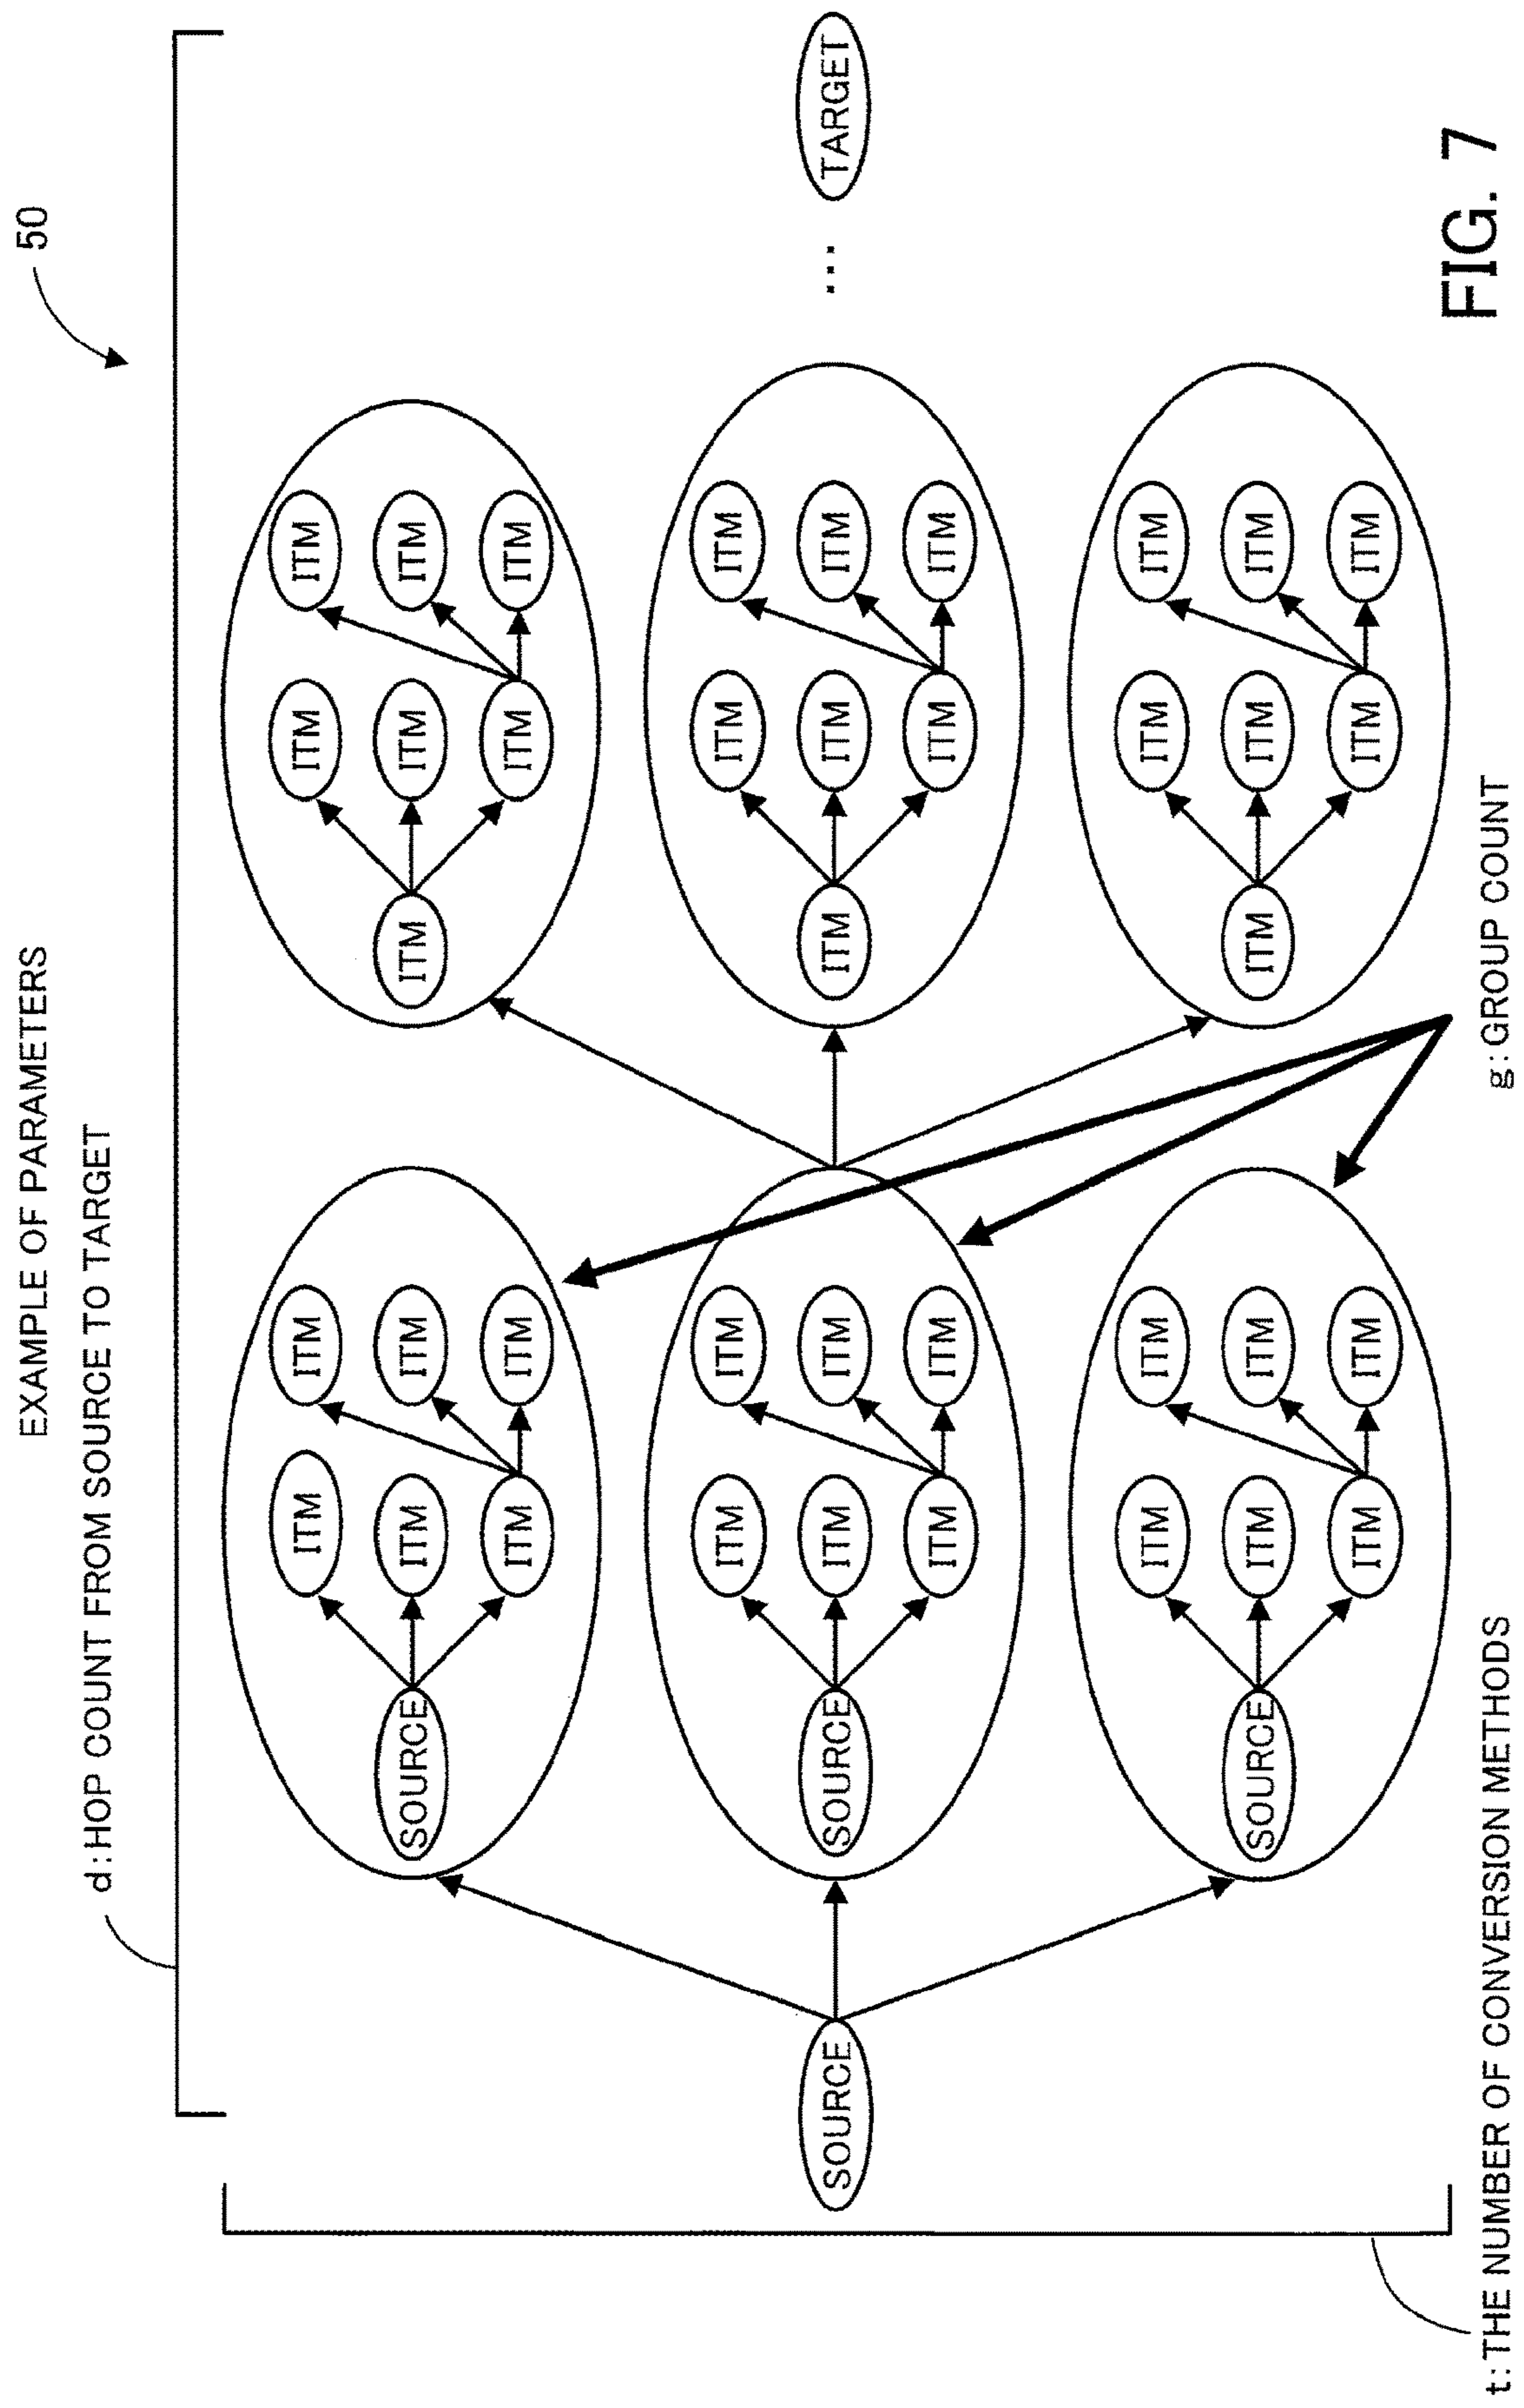 EXAMPLE OF PARAMETERS
50
d:HOP COUNT FROM SOURCE TO TARGET
SOURCE
SOURCE
ITM
ITM
ITM
ITM
ITM
ITM
ITM
ITM
ITM
ITM
ITM
ITM
ITM
SOURCE
ITM
ITM
ITM
ITM
ITM
ITM
ITM
ITM
ITM
ITM
ITM
ITM
ITM
...
TARGET
SOURCE
ITM
ITM
ITM
ITM
ITM
ITM
ITM
ITM
ITM
ITM
ITM
ITM
ITM
t:THE NUMBER OF CONVERSION METHODS
g:GROUP COUNT
FIG. 7